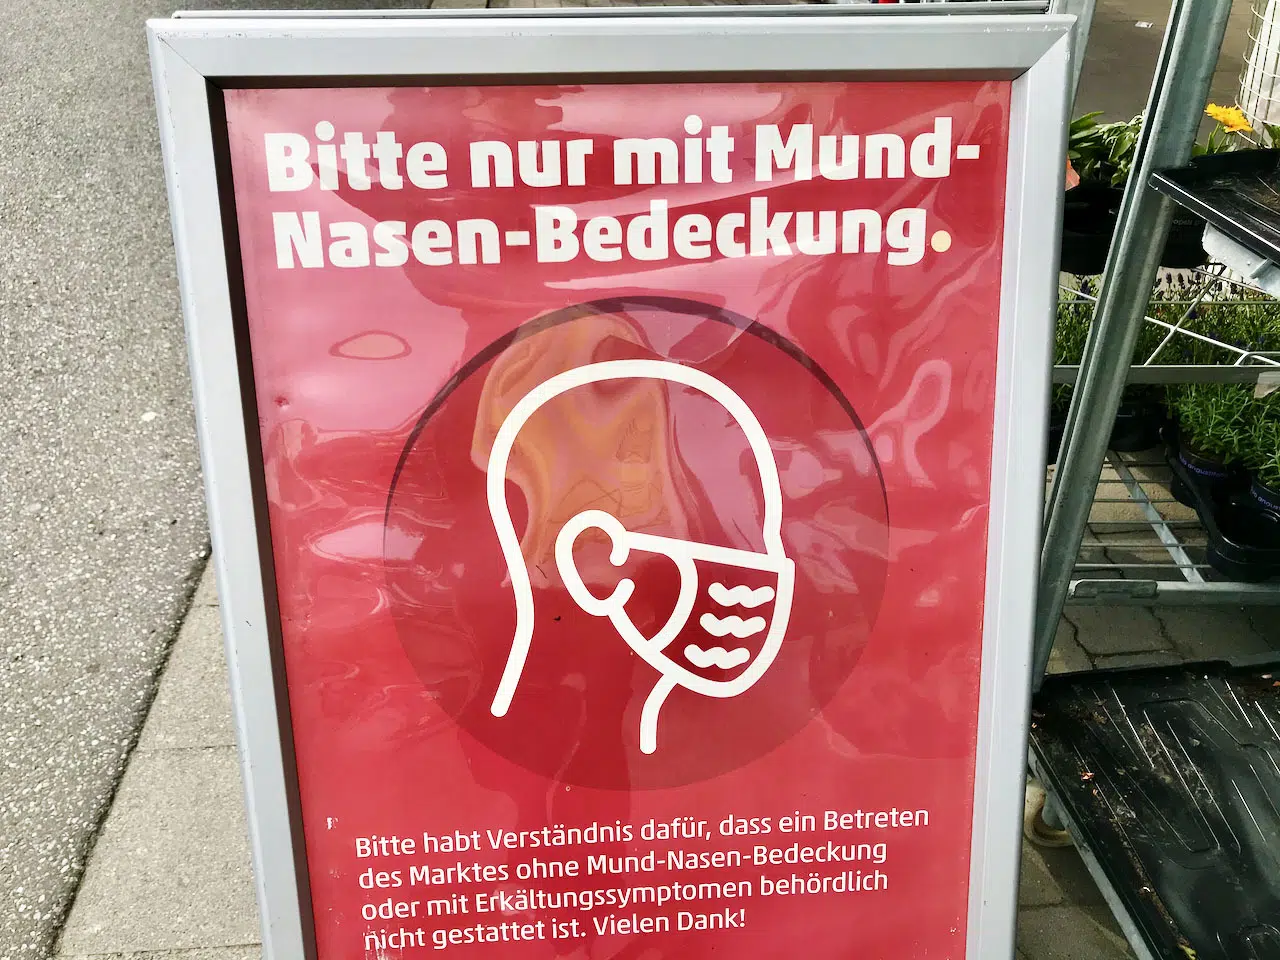 Bitte nur mit Mund-
Nasen-Bedeckung.
Bitte habt Verständnis dafür, dass ein Betreten
des Marktes ohne Mund-Nasen-Bedeckung
oder mit Erkältungssymptomen behördlich
nicht gestattet ist. Vielen Dank!